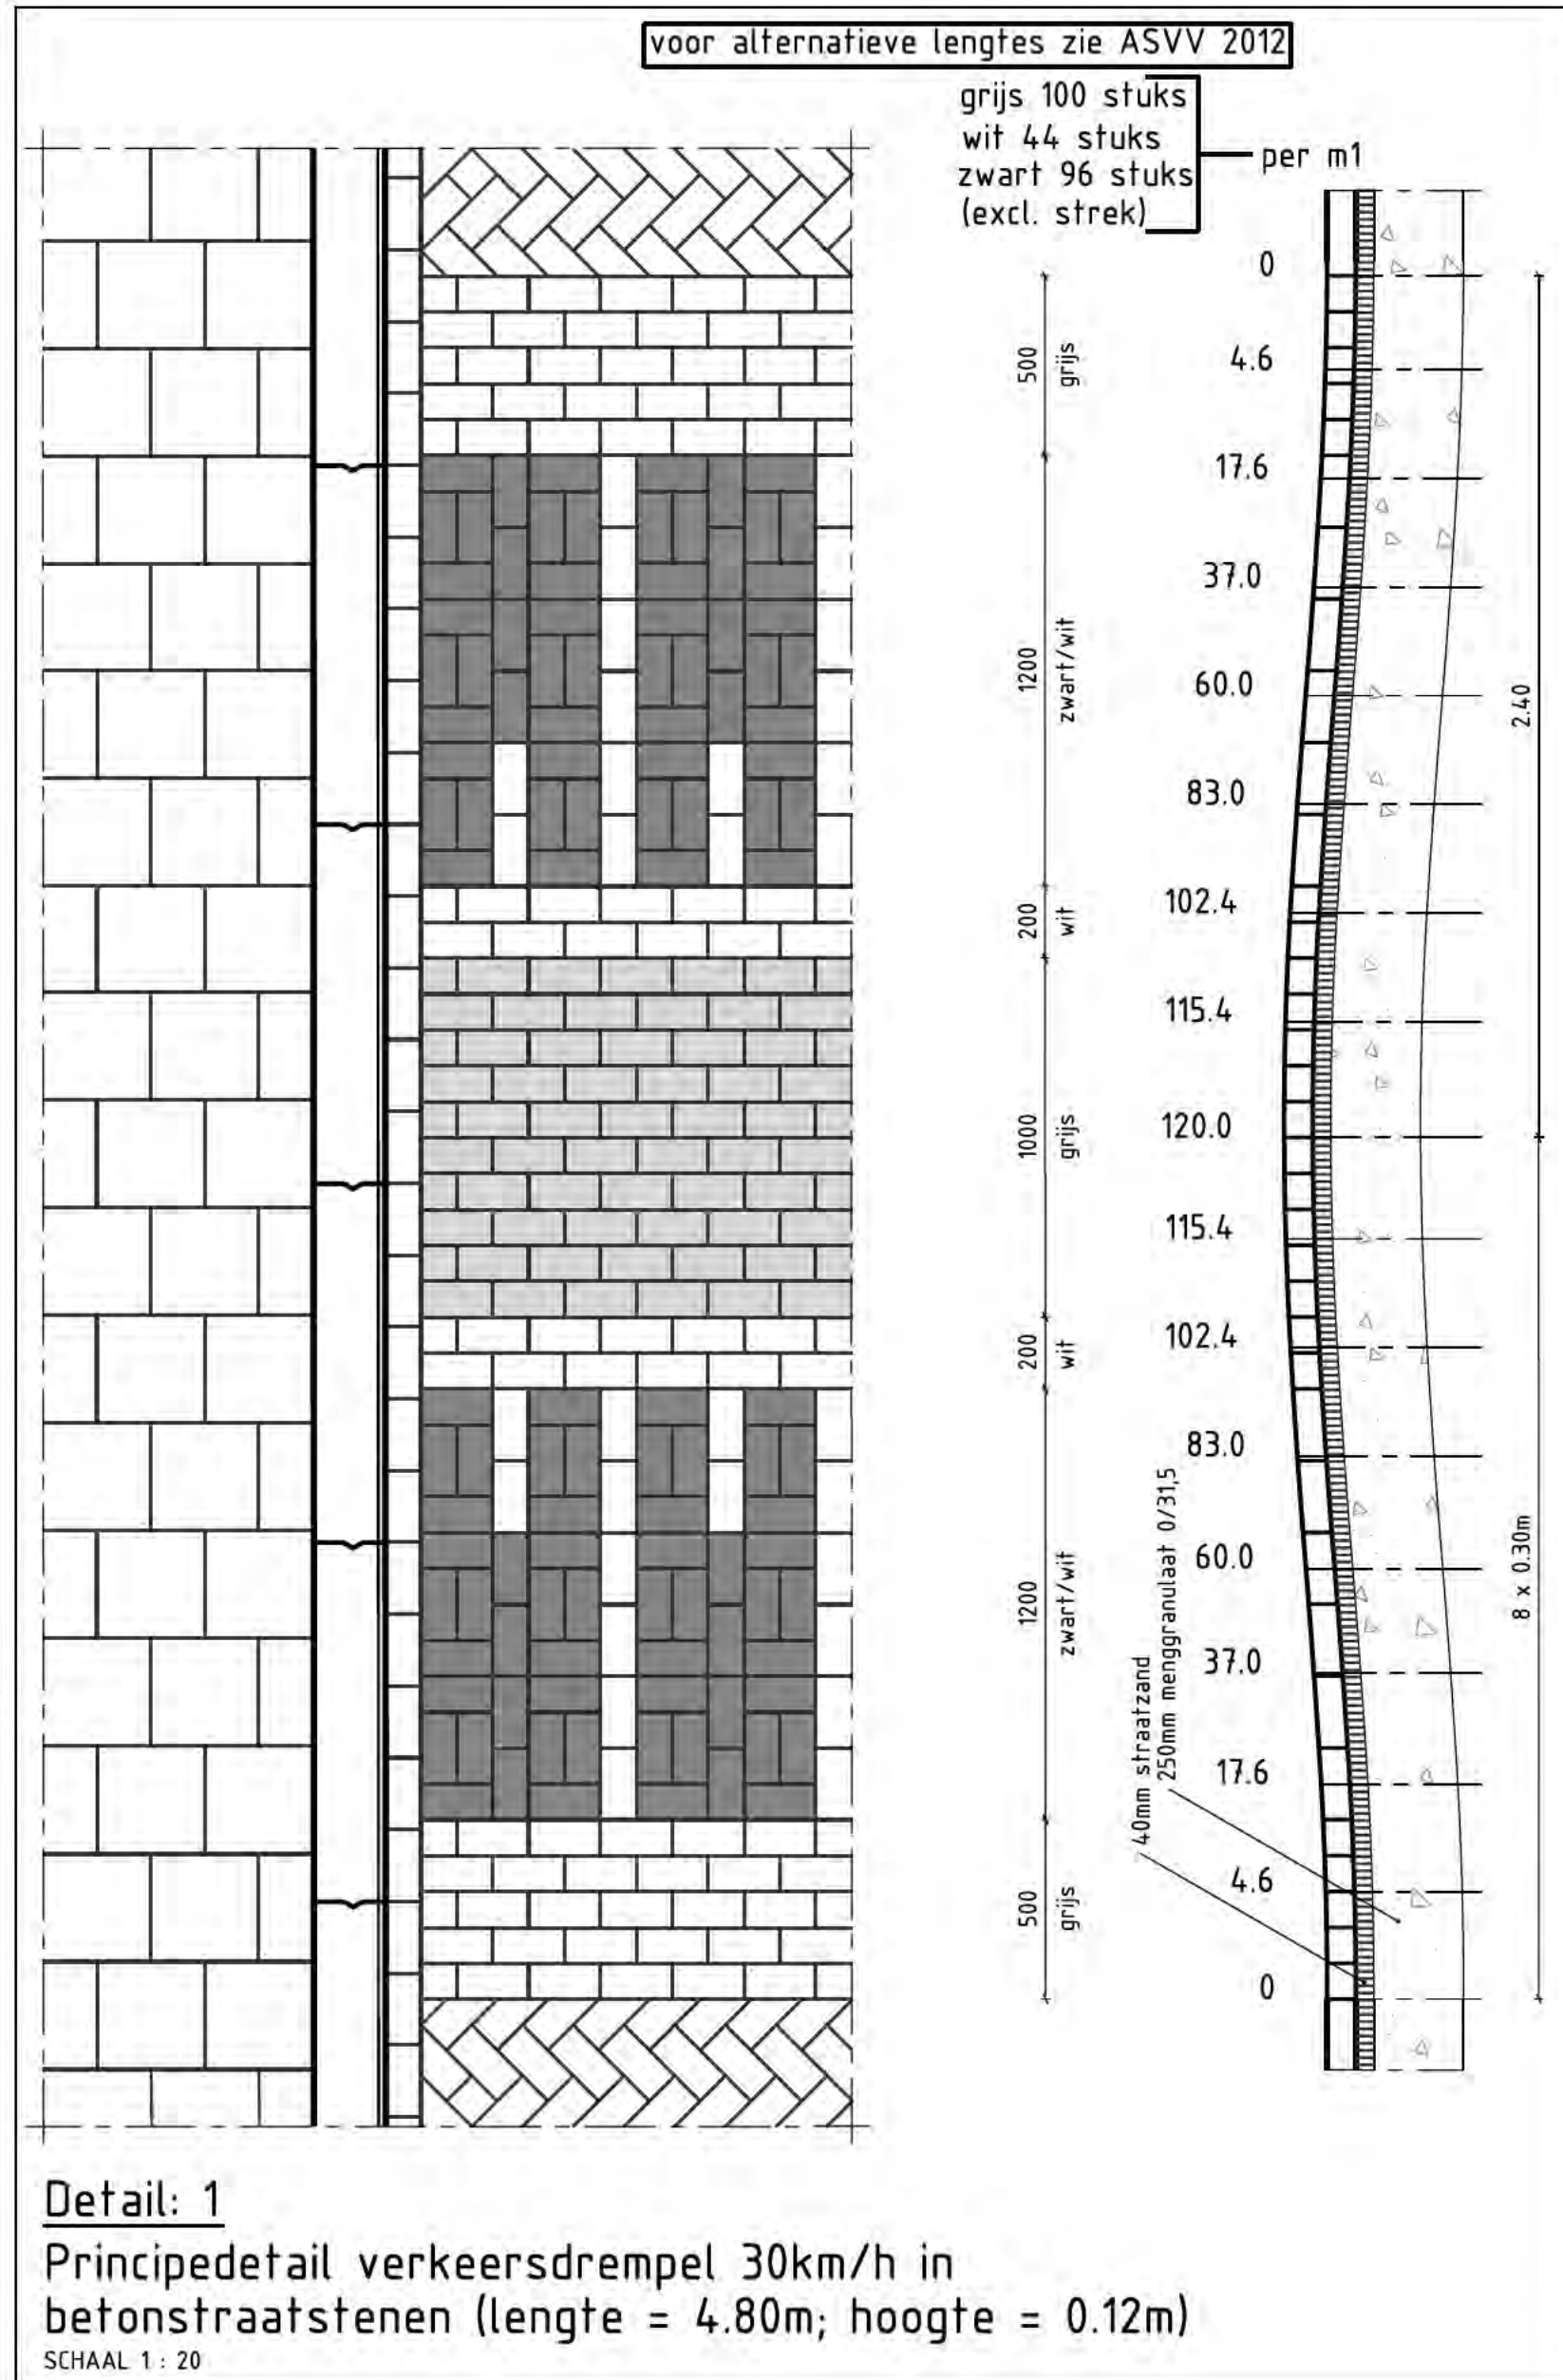 voor alternatieve lengtes zie ASVV 2012
grijs 100 stuks
wit 44 stuks
zwart 96 stuks
(excl. strek)
per m1
0
4.6
17.6
37.0
60.0
83.0
102.4
115.4
120.0
115.4
102.4
83.0
60.0
37.0
17.6
4.6
0
500
grijs
1200
zwart/wit
200
wit
1000
grijs
200
wit
1200
zwart/wit
500
grijs
2.40
8 x 0.30m
40mm straatzand
250mm menggranulaat 0/31,5
Detail: 1
Principedetail verkeersdrempel 30km/h in
betonstraatstenen (lengte = 4.80m; hoogte = 0.12m)
SCHAAL 1 : 20